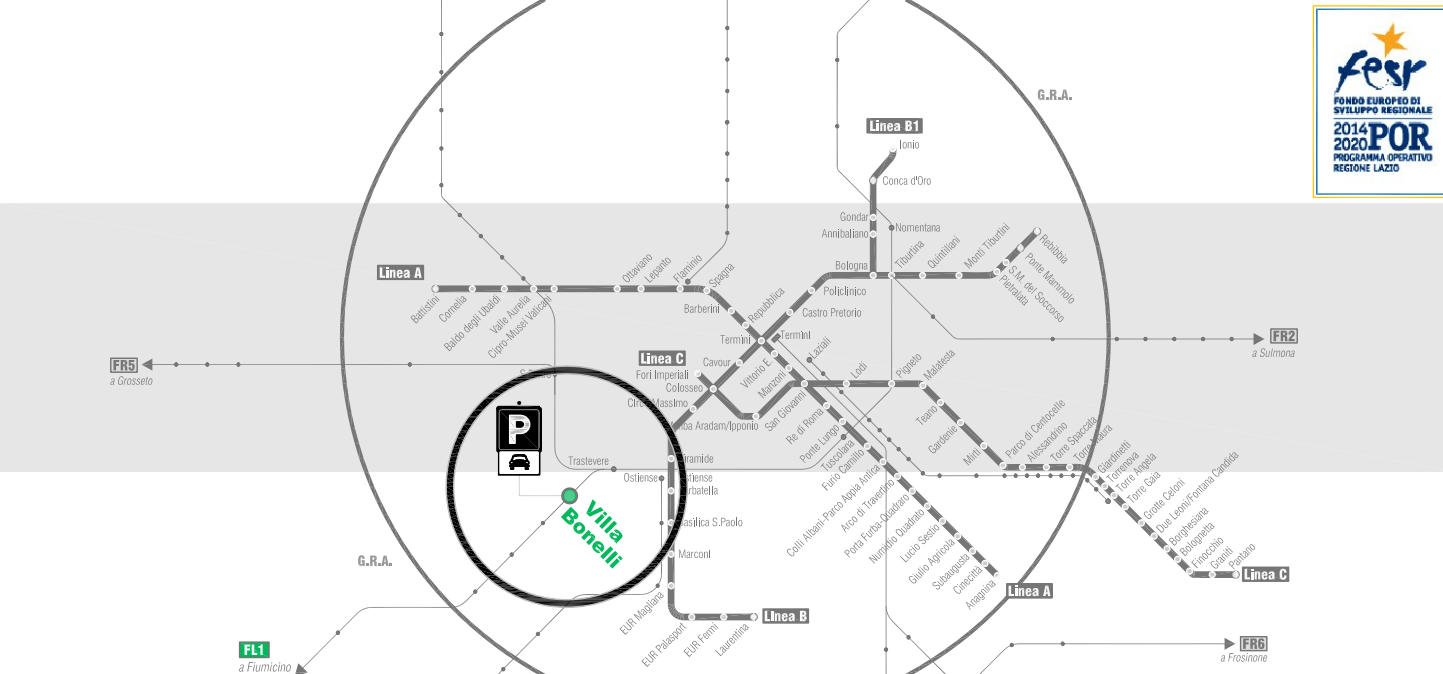 fesr
FONDO EUROPEO DI
SVILUPPO REGIONALE
2014
2020
POR
PROGRAMMA OPERATIVO
REGIONE LAZIO
G.R.A.
Linea B1
Ionio
Conca d'Oro
Gondar
Annibaliano
Nomentana
Bologna
Tiburtina
Quintiliani
Monti Tiburtini
Rebibbia
Ponte Mammolo
S.M. del Soccorso
Pietralata
Policlinico
Castro Pretorio
Linea A
Battistini
Cornelia
Baldo degli Ubaldi
Valle Aurelia
Cipro-Musei Vaticani
Ottaviano
Lepanto
Flaminio
Spagna
Barberini
Repubblica
Termini
Termini
Laziali
FR2
a Sulmona
FR5
a Grosseto
Linea C
Fori Imperiali
Colosseo
Cavour
Vittorio E.
Manzoni
San Giovanni
Lodi
Pigneto
Malatesta
Teano
Gardenie
Mirti
Parco di Centocelle
Alessandrino
Torre Spaccata
Torre Maura
Giardinetti
Torrenova
Torre Angela
Torre Gaia
Grotte Celoni
Due Leoni/Fontana Candida
Borghesiana
Bolognetta
Finocchio
Graniti
Pantano
Linea C
Massimo
Aradam/Ipponio
Re di Roma
Ponte Lungo
Tuscolana
Furio Camillo
Colli Albani-Parco Appia Antica
Arco di Travertino
Porta Furba-Quadraro
Numidio Quadrato
Lucio Sestio
Giulio Agricola
Subaugusta
Cinecittà
Anagnina
Linea A
P
Trastevere
Ostiense
Villa
Bonelli
S.Paolo
Marconi
EUR Magliana
EUR Palasport
EUR Fermi
Laurentina
Linea B
G.R.A.
FL1
a Fiumicino
FR6
a Frosinone